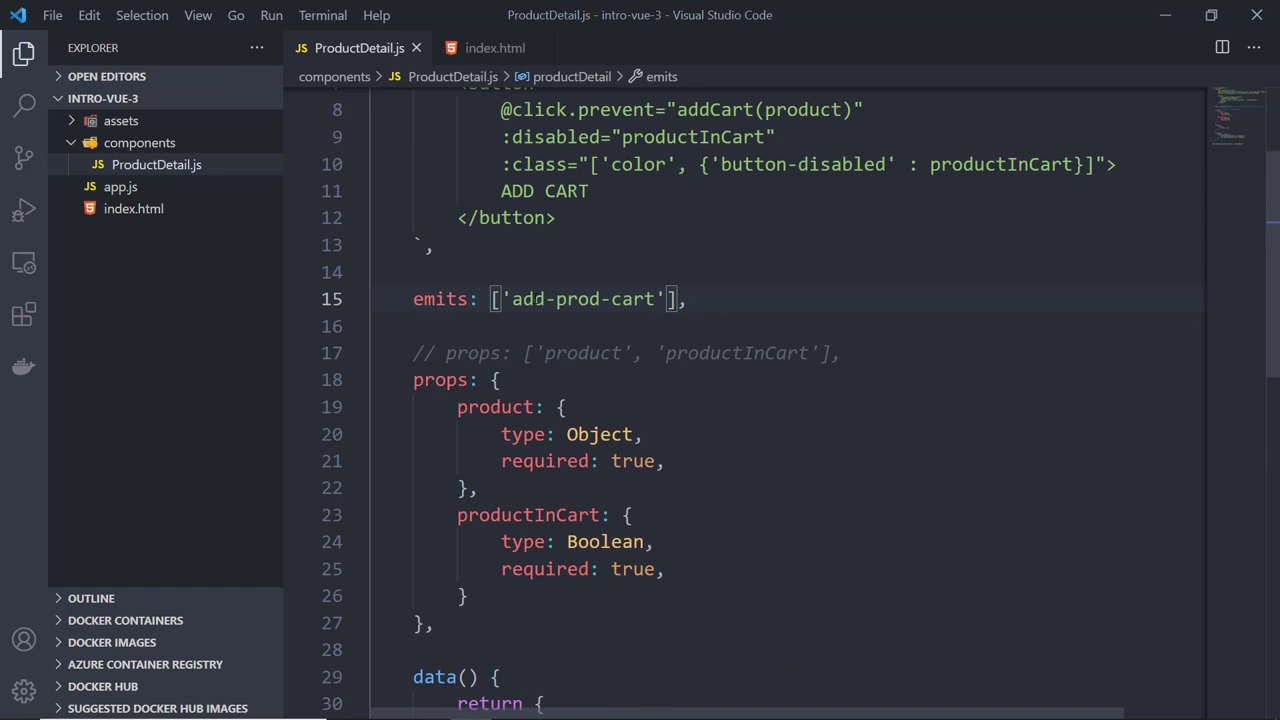 File Edit Selection View Go Run Terminal Help ProductDetail.js - intro-vue-3 - Visual Studio Code
EXPLORER
JS ProductDetail.js index.html
OPEN EDITORS
components > JS ProductDetail.js > productDetail > emits
INTRO-VUE-3
assets
components
JS ProductDetail.js
JS app.js
index.html
<button
8 @click.prevent="addCart(product)"
9 :disabled="productInCart"
10 :class="['color', {'button-disabled' : productInCart}]">
11 ADD CART
12 </button>
13 `,
14
15 emits: ['add-prod-cart'],
16
17 // props: ['product', 'productInCart'],
18 props: {
19 product: {
20 type: Object,
21 required: true,
22 },
23 productInCart: {
24 type: Boolean,
25 required: true,
26 }
27 },
28
29 data() {
30 return {
OUTLINE
DOCKER CONTAINERS
DOCKER IMAGES
AZURE CONTAINER REGISTRY
DOCKER HUB
SUGGESTED DOCKER HUB IMAGES